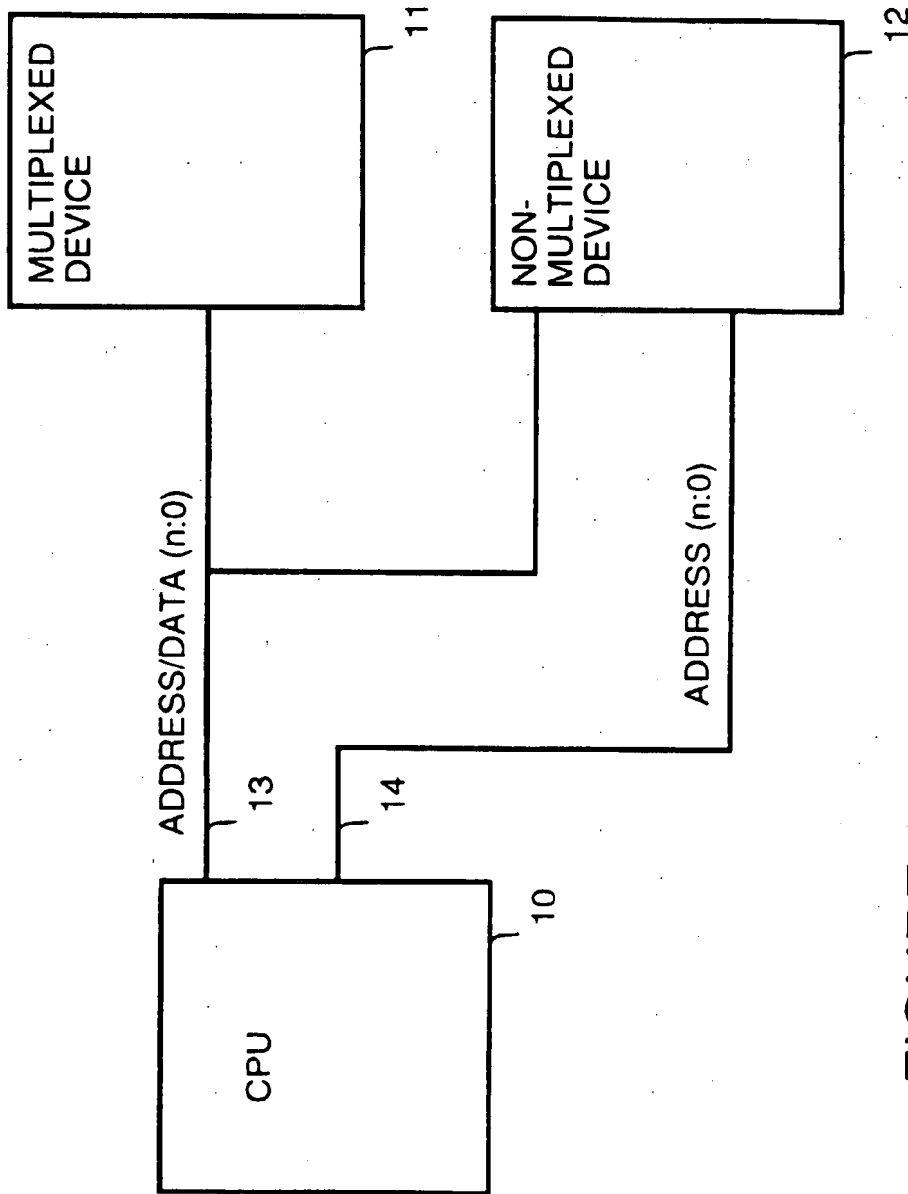 MULTIPLEXED
DEVICE
11
ADDRESS/DATA (n:0)
13
CPU
10
14
NON-
MULTIPLEXED
DEVICE
12
ADDRESS (n:0)